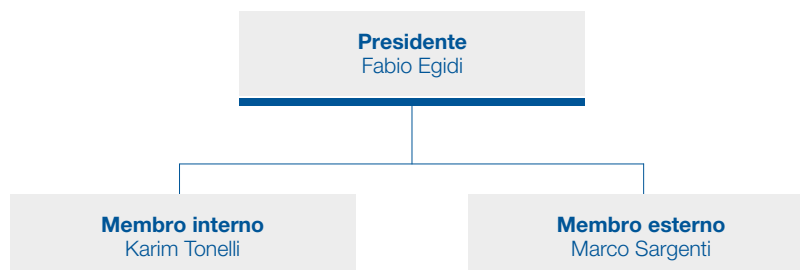 Presidente
Fabio Egidi
Membro interno
Karim Tonelli
Membro esterno
Marco Sargenti